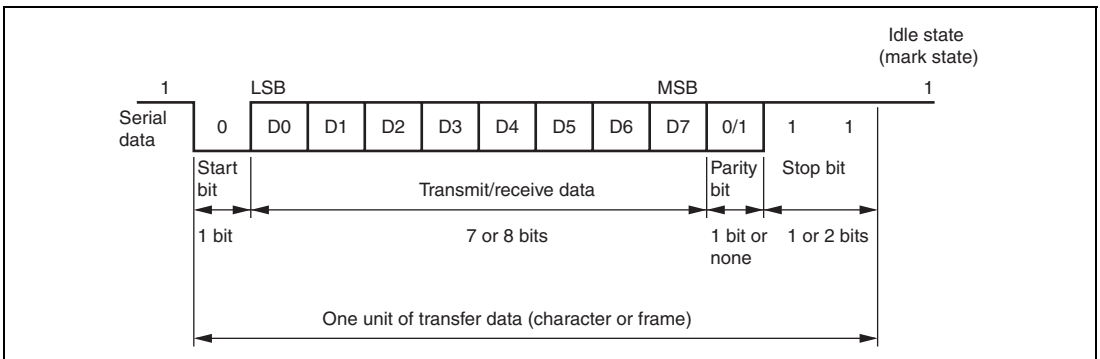 Idle state
(mark state)
1 LSB MSB 1
Serial
data
0 D0 D1 D2 D3 D4 D5 D6 D7 0/1 1 1
Start
bit
Transmit/receive data
Parity
bit
Stop bit
1 bit
7 or 8 bits
1 bit or
none
1 or 2 bits
One unit of transfer data (character or frame)